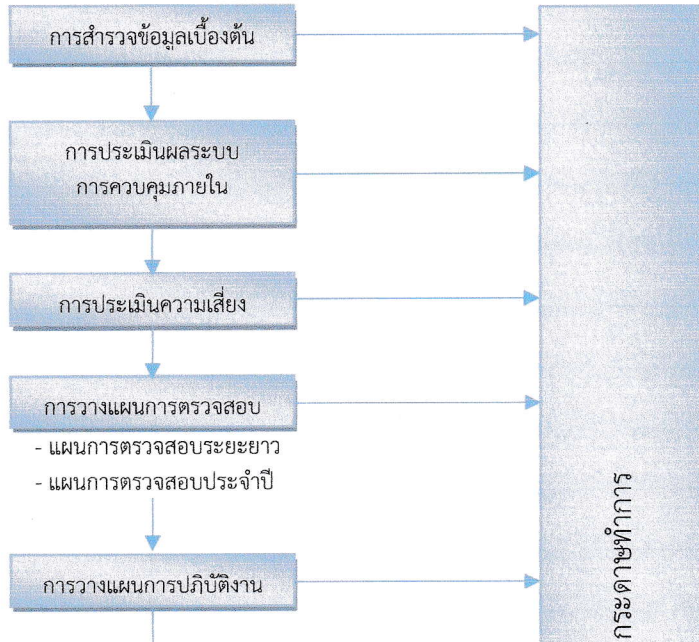 การสำรวจข้อมูลเบื้องต้น
การประเมินผลระบบ
การควบคุมภายใน
การประเมินความเสี่ยง
การวางแผนการตรวจสอบ
- แผนการตรวจสอบระยะยาว
- แผนการตรวจสอบประจำปี
การวางแผนการปฏิบัติงาน
กระดาษทำการ